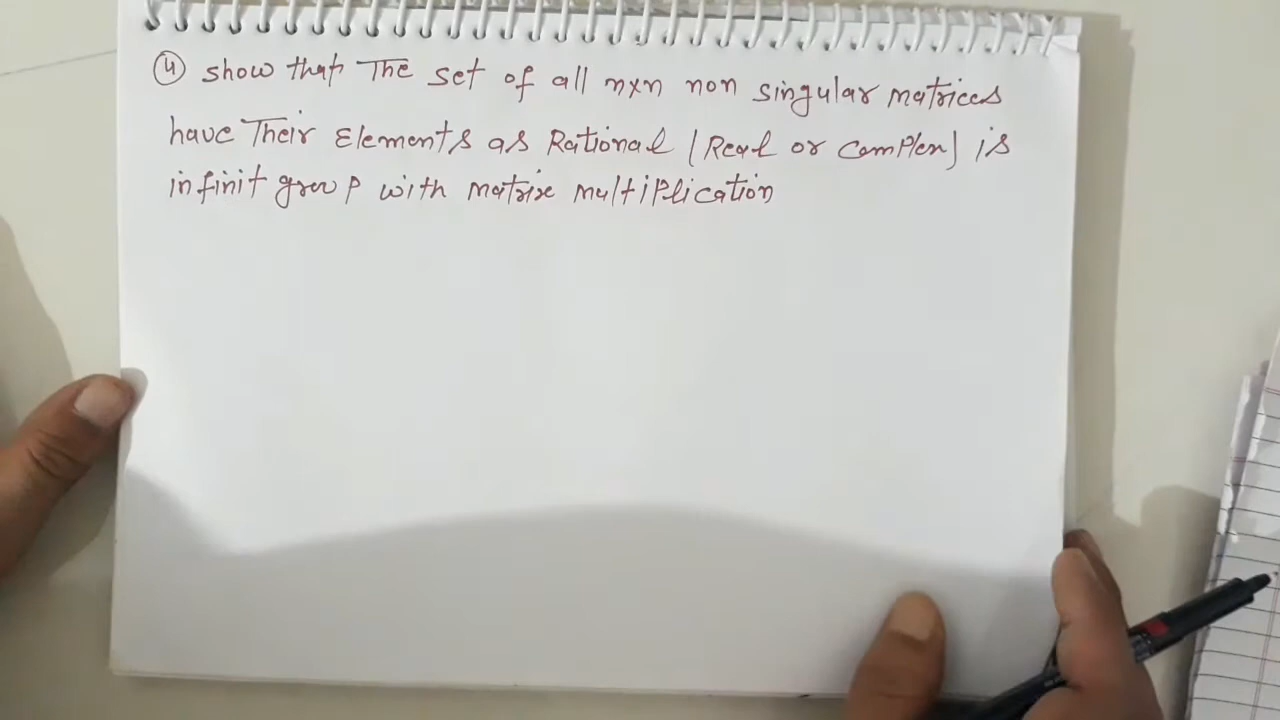 ④ show that The set of all nxn non singular matrices
have Their Elements as Rational (Real or complex) is
infinit group with matrix multiplication